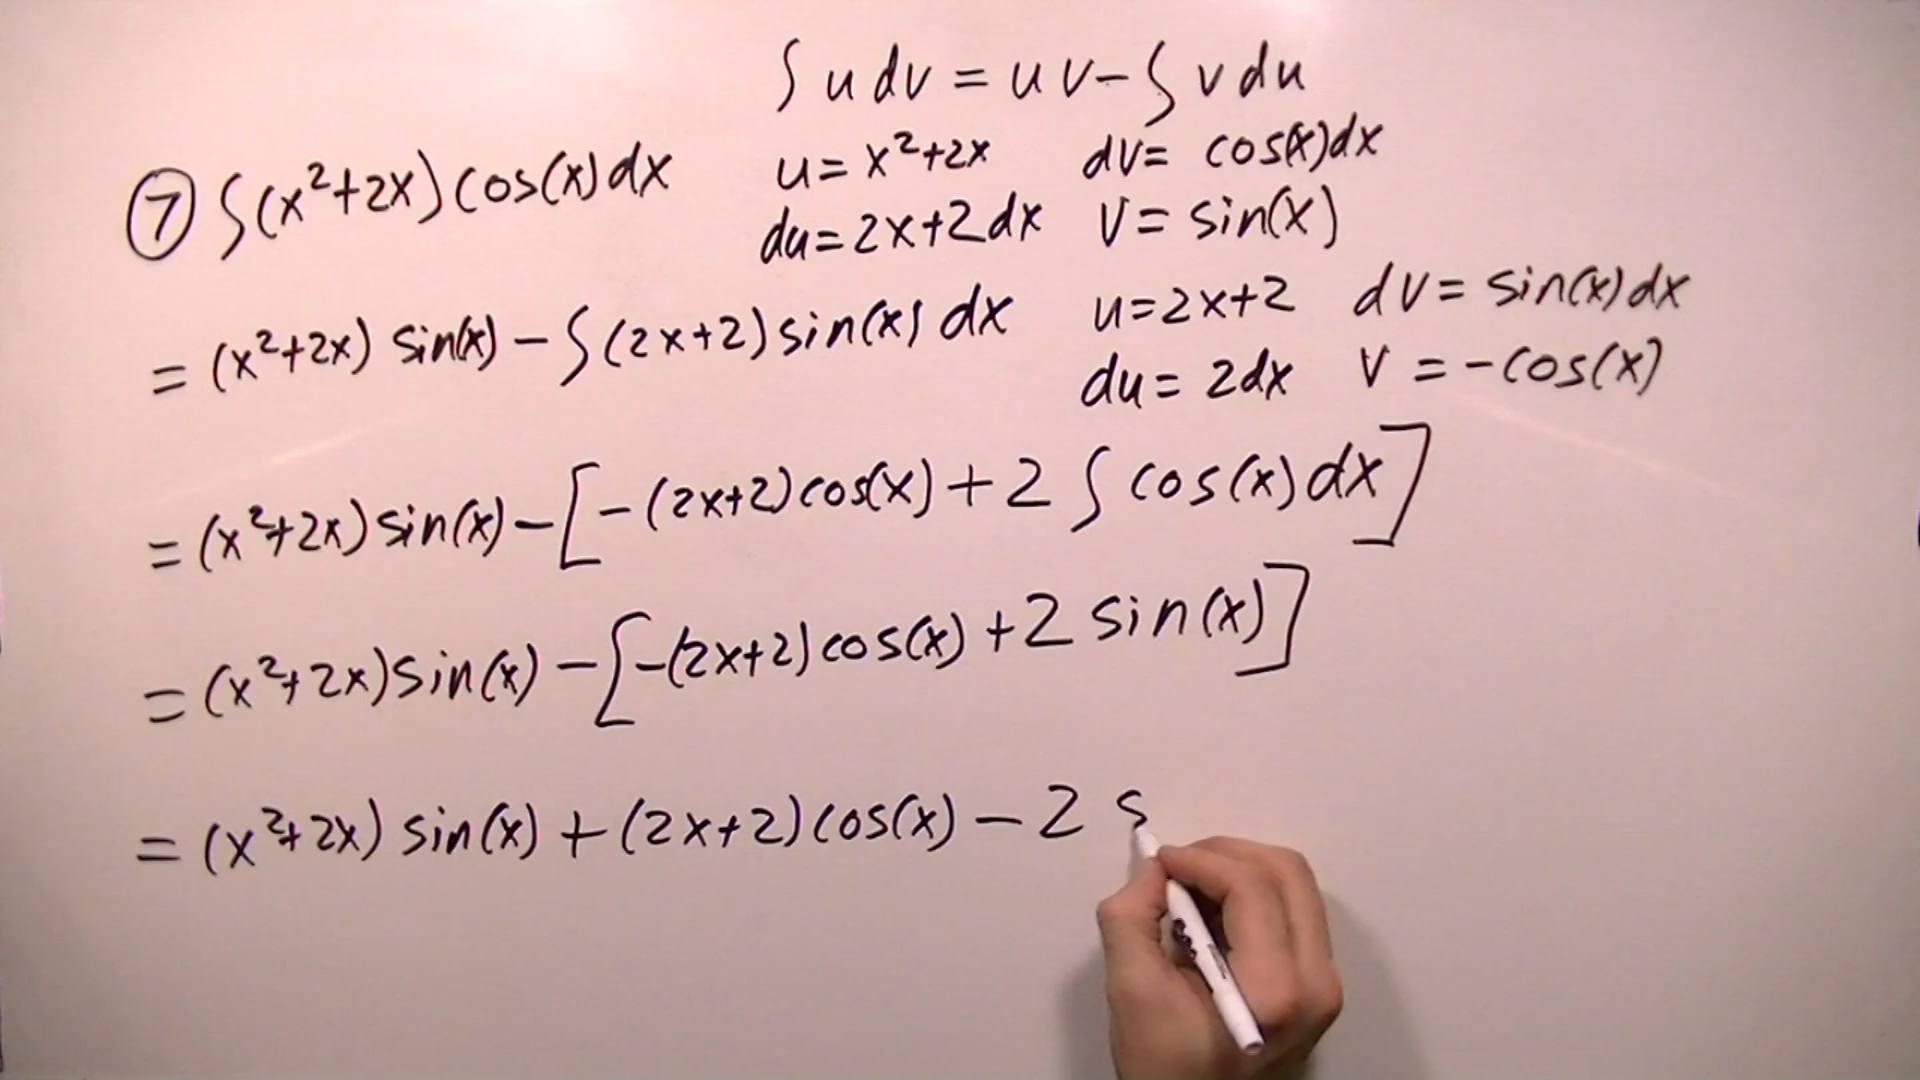 ∫ u dv = uv - ∫ v du
⑦ ∫(x²+2x)cos(x)dx u = x²+2x dv = cos(x)dx
du = 2x+2dx v = sin(x)
= (x²+2x) sin(x) - ∫(2x+2)sin(x)dx u=2x+2 dv = sin(x)dx
du = 2dx v = -cos(x)
= (x²+2x)sin(x) - [-(2x+2)cos(x) + 2∫cos(x)dx]
= (x²+2x)sin(x) - [-(2x+2)cos(x) + 2 sin(x)]
= (x²+2x) sin(x) + (2x+2)cos(x) - 2 s